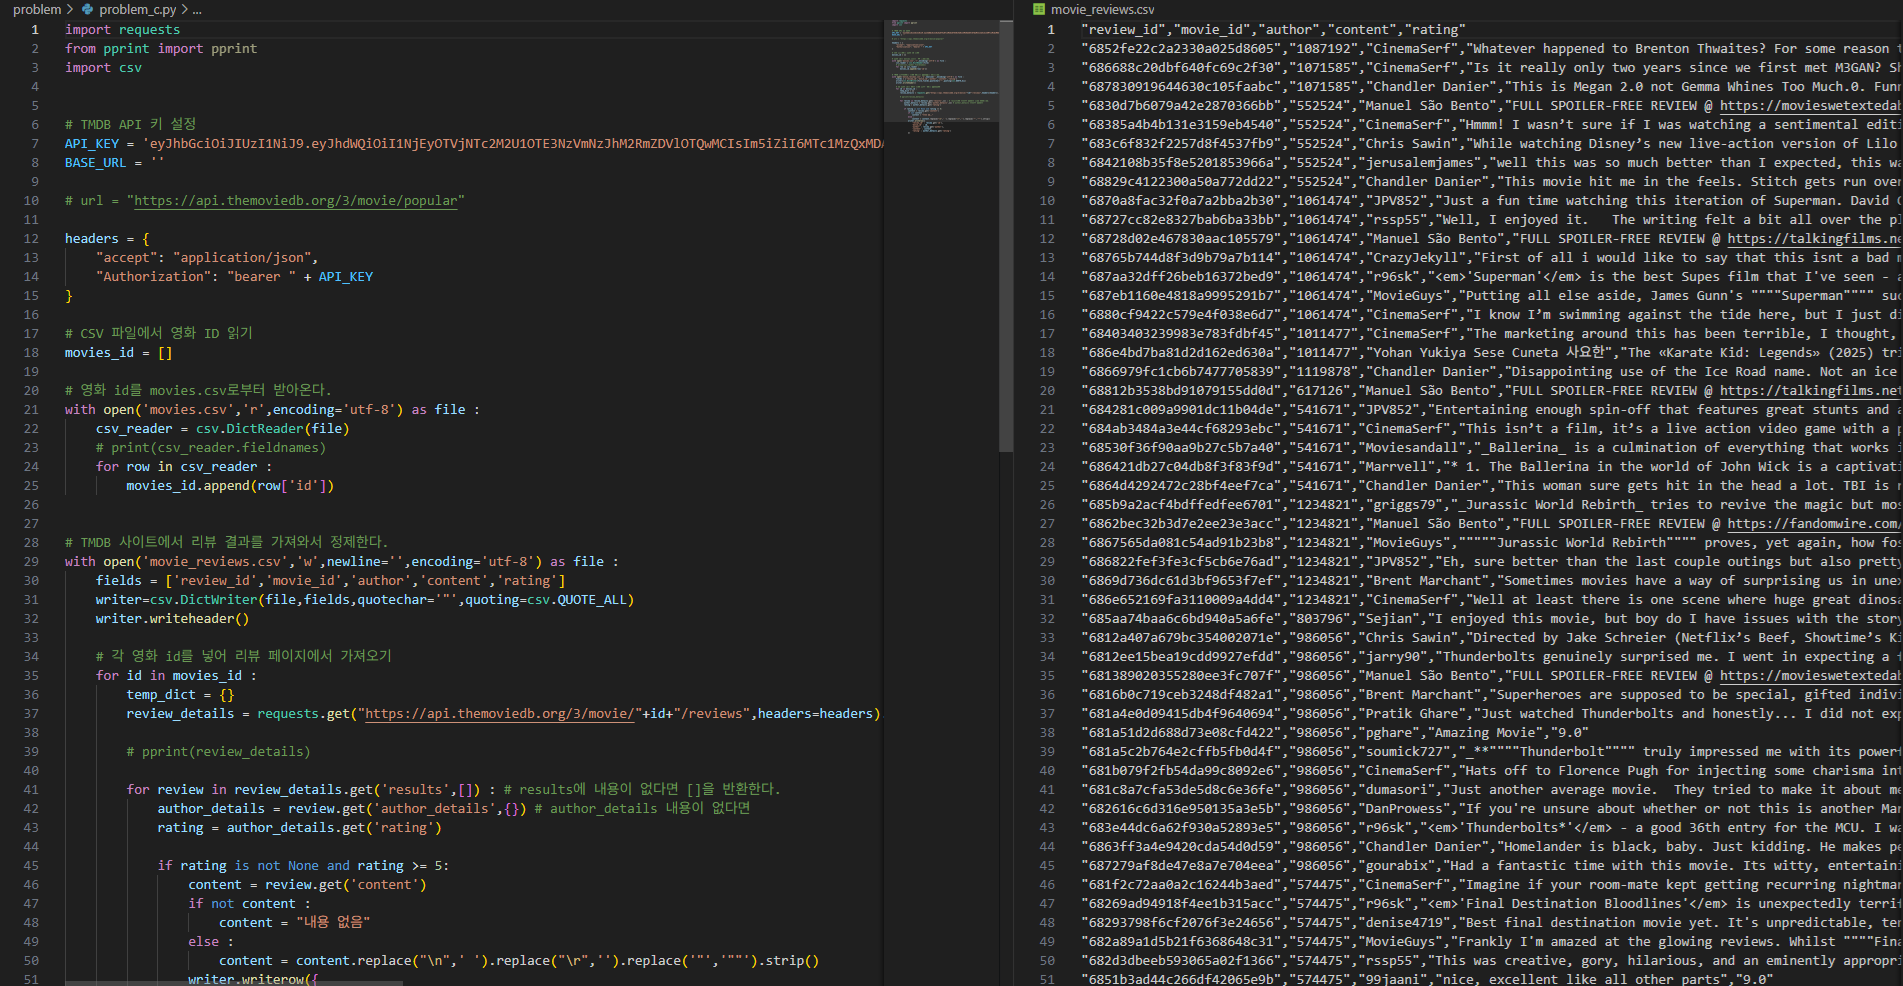 problem > problem_c.py > ...
1 import requests
2 from pprint import pprint
3 import csv
4
5
6 # TMDB API 키 설정
7 API_KEY = 'eyJhbGciOiJIUzI1NiJ9.
8 BASE_URL = ''
9
10 # url = "https://api.themoviedb.org/3/movie/popular"
11
12 headers = {
13 "accept": "application/json",
14 "Authorization": "bearer " + API_KEY
15 }
16
17 # CSV 파일에서 영화 ID 읽기
18 movies_id = []
19
20 # 영화 id를 movies.csv로부터 받아온다.
21 with open('movies.csv','r',encoding='utf-8') as file :
22 csv_reader = csv.DictReader(file)
23 # print(csv_reader.fieldnames)
24 for row in csv_reader :
25 movies_id.append(row['id'])
26
27
28 # TMDB 사이트에서 리뷰 결과를 가져와서 정제한다.
29 with open('movie_reviews.csv','w',newline='',encoding='utf-8') as file :
30 fields = ['review_id','movie_id','author','content','rating']
31 writer=csv.DictWriter(file,fields,quotechar='"',quoting=csv.QUOTE_ALL)
32 writer.writeheader()
33
34 # 각 영화 id를 넣어 리뷰 페이지에서 가져오기
35 for id in movies_id :
36 temp_dict = {}
37 review_details = requests.get("https://api.themoviedb.org/3/movie/"+id+"/reviews",headers=headers)
38
39 # pprint(review_details)
40
41 for review in review_details.get('results',[]) : # results에 내용이 없다면 []을 반환한다.
42 author_details = review.get('author_details',{}) # author_details 내용이 없다면
43 rating = author_details.get('rating')
44
45 if rating is not None and rating >= 5:
46 content = review.get('content')
47 if not content :
48 content = "내용 없음"
49 else :
50 content = content.replace("\n",' ').replace("\r",'').replace('"','""').strip()
51 writer.writerow({
movie_reviews.csv
1 "review_id","movie_id","author","content","rating"
2 "6852fe22c2a2330a025d8605","1087192","CinemaSerf","Whatever happened to Brenton Thwaites? For some reason
3 "686688c20dbf640fc69c2f30","1071585","CinemaSerf","Is it really only two years since we first met M3GAN?
4 "687830919644630c105faabc","1071585","Chandler Danier","This is Megan 2.0 not Gemma Whines Too Much.0.
5 "6830d7b6079a42e2870366bb","552524","Manuel São Bento","FULL SPOILER-FREE REVIEW @ https://movieswetexteda
6 "68385a4b4b131e3159eb4540","552524","CinemaSerf","Hmmm! I wasn't sure if I was watching a sentimental edit
7 "683c6f832f2257d8f4537fb9","552524","Chris Sawin","While watching Disney's new live-action version of Lilo
8 "6842108b35f8e5201853966a","552524","jerusalemjames","well this was so much better than I expected, this wa
9 "68829c4122300a50a772dd22","552524","Chandler Danier","This movie hit me in the feels. Stitch gets run over
10 "6870a8fac32f0a7a2bba2b30","1061474","JPV852","Just a fun time watching this iteration of Superman. David
11 "68727cc82e8327bab6ba33bb","1061474","rssp55","Well, I enjoyed it.   The writing felt a bit all over the
12 "68728d02e467830aac105579","1061474","Manuel São Bento","FULL SPOILER-FREE REVIEW @ https://talkingfilms.ne
13 "68765b744d8f3d9b79a7b114","1061474","CrazyJekyll","First of all i would like to say that this isnt a bad
14 "687aa32dff26beb16372bed9","1061474","r96sk","<em>'Superman'</em> is the best Supes film that I've seen -
15 "687eb1160e4818a9995291b7","1061474","MovieGuys","Putting all else aside, James Gunn's """"Superman""""
16 "6880cf9422c579e4f038e6d7","1061474","CinemaSerf","I know I'm swimming against the tide here, but I just
17 "68403403239983e783fdbf45","1011477","CinemaSerf","The marketing around this has been terrible, I thought,
18 "686e4bd7ba81d2d162ed630a","1011477","Yohan Yukiya Sese Cuneta 사요한","The «Karate Kid: Legends» (2025)
19 "6866979fc1cb6b7477705839","1119878","Chandler Danier","Disappointing use of the Ice Road name. Not an ice
20 "68812b3538bd91079155dd0d","617126","Manuel São Bento","FULL SPOILER-FREE REVIEW @ https://talkingfilms.net
21 "684281c009a9901dc11b04de","541671","JPV852","Entertaining enough spin-off that features great stunts and
22 "684ab3484a3e44cf68293ebc","541671","CinemaSerf","This isn't a film, it's a live action video game with a
23 "68530f36f90aa9b27c5b7a40","541671","Moviesandall","_Ballerina_ is a culmination of everything that works
24 "686421db27c04db8f3f83f9d","541671","Marrvell","* 1. The Ballerina in the world of John Wick is a captivati
25 "6864d4292472c28bf4eef7ca","541671","Chandler Danier","This woman sure gets hit in the head a lot. TBI is
26 "685b9a2acf4bdffedfee6701","1234821","griggs79","_Jurassic World Rebirth_ tries to revive the magic but mos
27 "6862bec32b3d7e2ee23e3acc","1234821","Manuel São Bento","FULL SPOILER-FREE REVIEW @ https://fandomwire.com/
28 "6867565da081c54ad91b23b8","1234821","MovieGuys","""""Jurassic World Rebirth"""" proves, yet again, how fos
29 "686822fef3fe3cf5cb6e76ad","1234821","JPV852","Eh, sure better than the last couple outings but also prett
30 "6869d736dc61d3bf9653f7ef","1234821","Brent Marchant","Sometimes movies have a way of surprising us in unex
31 "686e652169fa3110009a4dd4","1234821","CinemaSerf","Well at least there is one scene where huge great dinosa
32 "685aa74baa6c6bd940a5a6fe","803796","Sejian","I enjoyed this movie, but boy do I have issues with the story
33 "6812a407a679bc354002071e","986056","Chris Sawin","Directed by Jake Schreier (Netflix's Beef, Showtime's
34 "6812ee15bea19cdd9927efdd","986056","jarry90","Thunderbolts genuinely surprised me. I went in expecting a
35 "681389020355280ee3fc707f","986056","Manuel São Bento","FULL SPOILER-FREE REVIEW @ https://movieswetexteda
36 "6816b0c719ceb3248df482a1","986056","Brent Marchant","Superheroes are supposed to be special, gifted indivi
37 "681a4e0d09415db4f9640694","986056","Pratik Ghare","Just watched Thunderbolts and honestly... I did not
38 "681a51d2d688d73e08cfd422","986056","pghare","Amazing Movie","9.0"
39 "681a5c2b764e2cffb5fb0d4f","986056","soumick727","_**""""Thunderbolt"""" truly impressed me with its
40 "681b079f2fb54da99c8092e6","986056","CinemaSerf","Hats off to Florence Pugh for injecting some charisma
41 "681c8a7cfa53de5d8c6e36fe","986056","dumasori","Just another average movie.  They tried to make it about
42 "682616c6d316e950135a3e5b","986056","DanProwess","If you're unsure about whether or not this is another
43 "683e44dc6a62f930a52893e5","986056","r96sk","<em>'Thunderbolts*'</em> - a good 36th entry for the MCU. I
44 "6863ff3a4e9420cda54d0d59","986056","Chandler Danier","Homelander is black, baby. Just kidding. He makes
45 "687279af8de47e8a7e704eea","986056","gourabix","Had a fantastic time with this movie. Its witty, entertaini
46 "681f2c72aa0a2c16244b3aed","574475","CinemaSerf","Imagine if your room-mate kept getting recurring nightmar
47 "68269ad94918f4ee1b315acc","574475","r96sk","<em>'Final Destination Bloodlines'</em> is unexpectedly terri
48 "68293798f6cf2076f3e24656","574475","denise4719","Best final destination movie yet. It's unpredictable,
49 "682a89a1d5b21f6368648c31","574475","MovieGuys","Frankly I'm amazed at the glowing reviews. Whilst """"Fina
50 "682d3dbeeb593065a02f1366","574475","rssp55","This was creative, gory, hilarious, and an eminently appropri
51 "6851b3ad44c266df42065e9b","574475","99jaani","nice, excellent like all other parts","9.0"